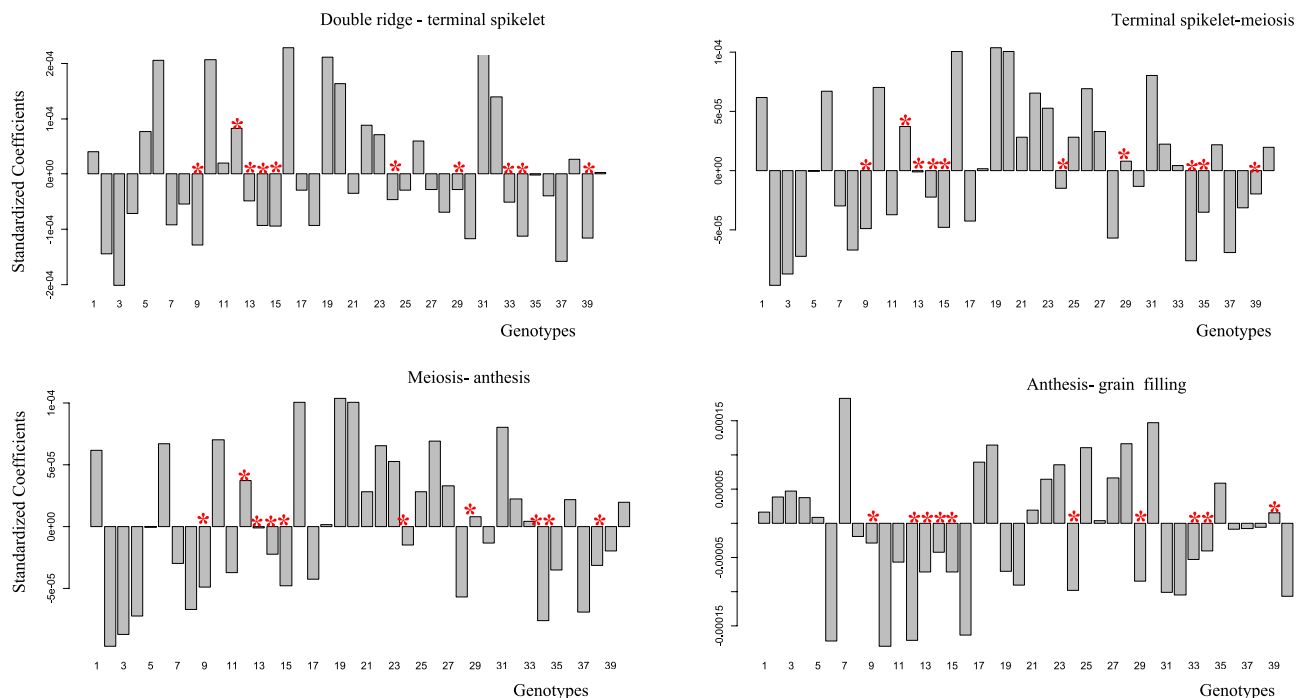 Double ridge - terminal spikelet
Standardized Coefficients
2e-04
1e-04
0e+00
-1e-04
-2e-04
1 3 5 7 9 11 13 15 17 19 21 23 25 27 29 31 33 35 37 39
Genotypes
Terminal spikelet-meiosis
1e-04
5e-05
0e+00
-5e-05
1 3 5 7 9 11 13 15 17 19 21 23 25 27 29 31 33 35 37 39
Genotypes
Meiosis- anthesis
Standardized Coefficients
1e-04
5e-05
0e+00
-5e-05
1 3 5 7 9 11 13 15 17 19 21 23 25 27 29 31 33 35 37 39
Genotypes
Anthesis- grain filling
0.00015
0.00005
-0.00005
-0.00015
1 3 5 7 9 11 13 15 17 19 21 23 25 27 29 31 33 35 37 39
Genotypes